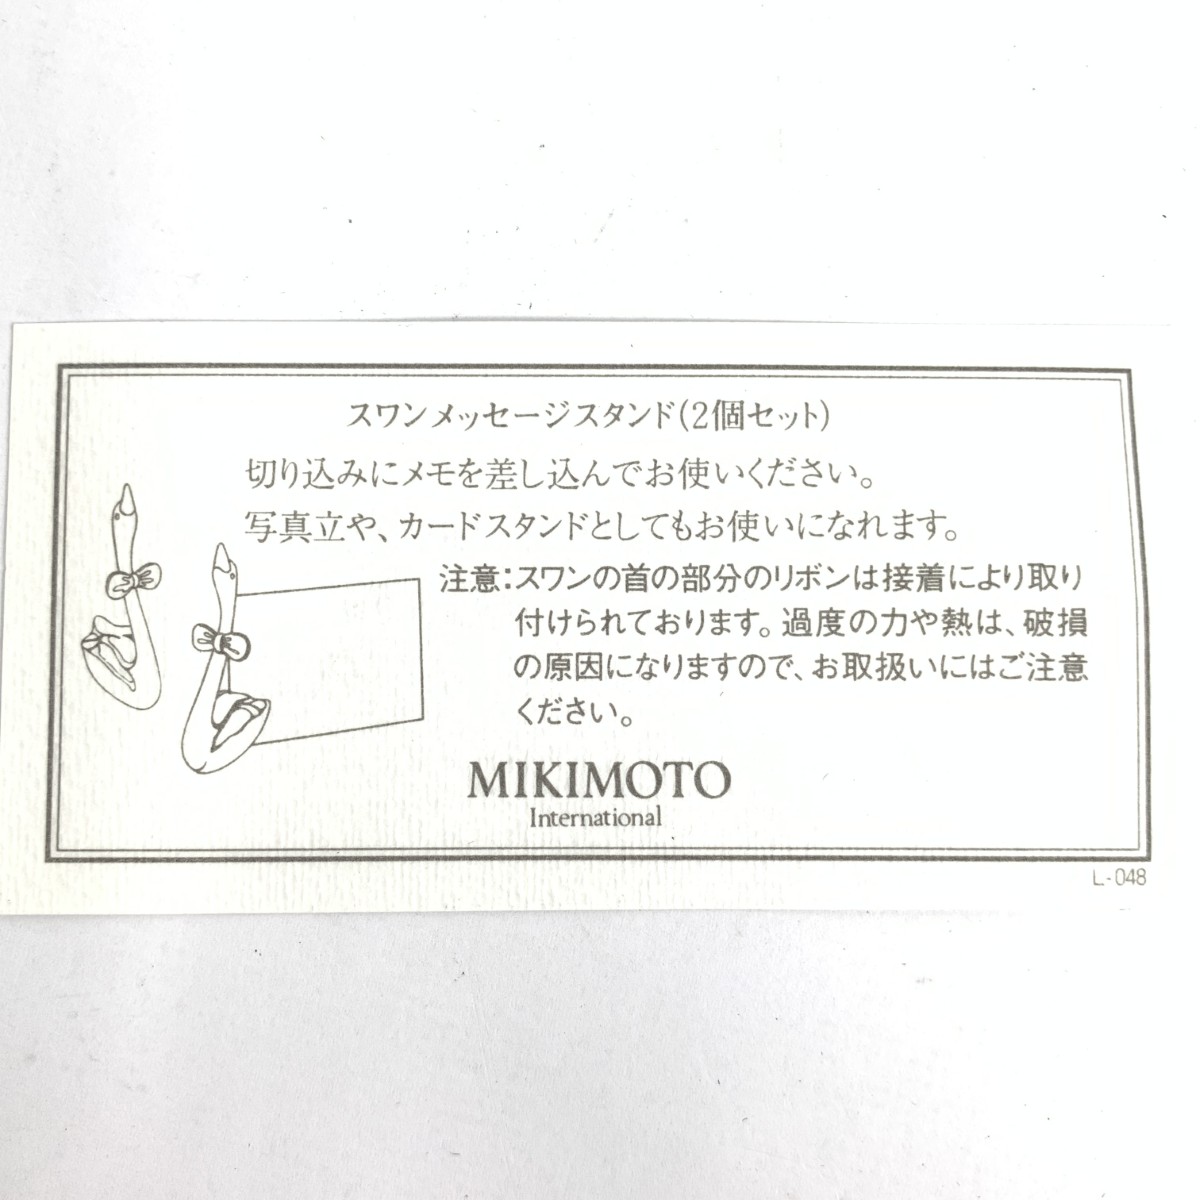 スワンメッセージスタンド(2個セット)
切り込みにメモを差し込んでお使いください。
写真立や、カードスタンドとしてもお使いになれます。
注意:スワンの首の部分のリボンは接着により取り
付けられております。過度の力や熱は、破損
の原因になりますので、お取扱いにはご注意
ください。
MIKIMOTO
International
L-048